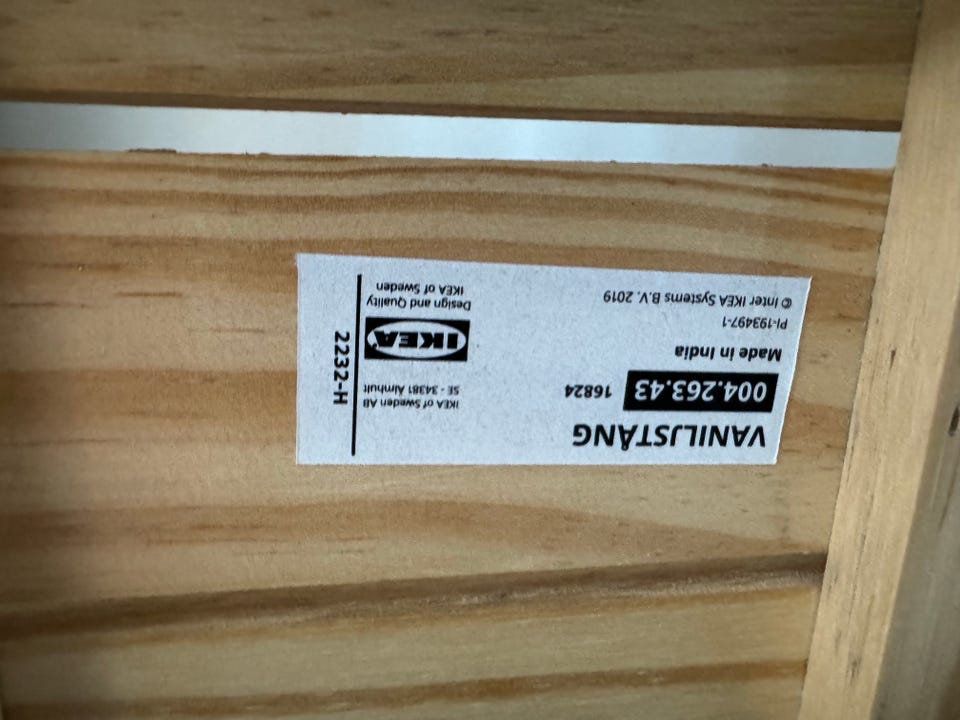 VANILJSTÅNG
004.263.43 16824
Made in India
PI-193497-1
© Inter IKEA Systems B.V. 2019
IKEA of Sweden AB
SE - 34381 Älmhult
IKEA
Design and Quality
IKEA of Sweden
2232-H